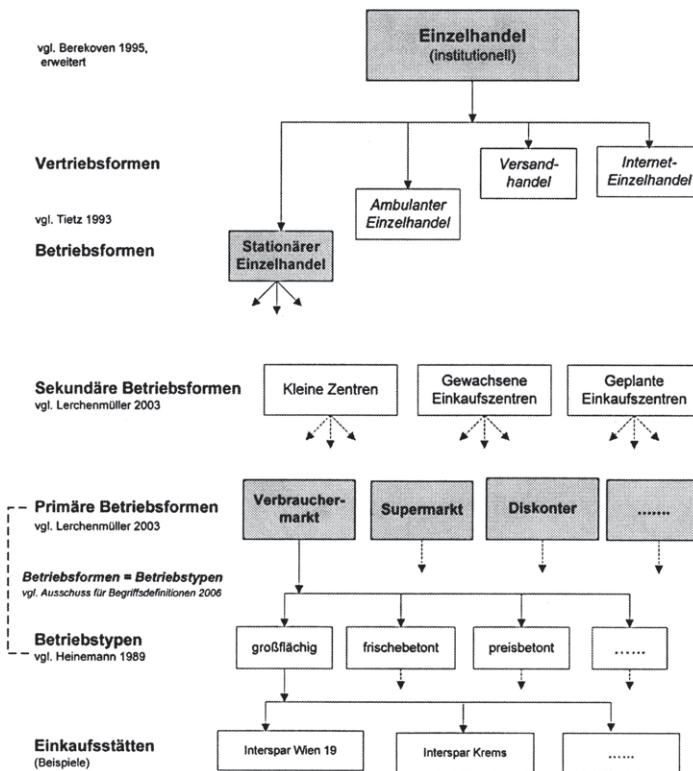 vgl. Berekoven 1995,
erweitert
Einzelhandel
(institutionell)
Vertriebsformen
Versand-
handel
Internet-
Einzelhandel
Ambulanter
Einzelhandel
vgl. Tietz 1993
Betriebsformen
Stationärer
Einzelhandel
Sekundäre Betriebsformen
vgl. Lerchenmüller 2003
Kleine Zentren
Gewachsene
Einkaufszentren
Geplante
Einkaufszentren
Primäre Betriebsformen
vgl. Lerchenmüller 2003
Verbraucher-
markt
Supermarkt
Diskonter
.......
Betriebsformen = Betriebstypen
vgl. Ausschuss für Begriffsdefinitionen 2006
Betriebstypen
vgl. Heinemann 1989
großflächig
frischebetont
preisbetont
......
Einkaufsstätten
(Beispiele)
Interspar Wien 19
Interspar Krems
......